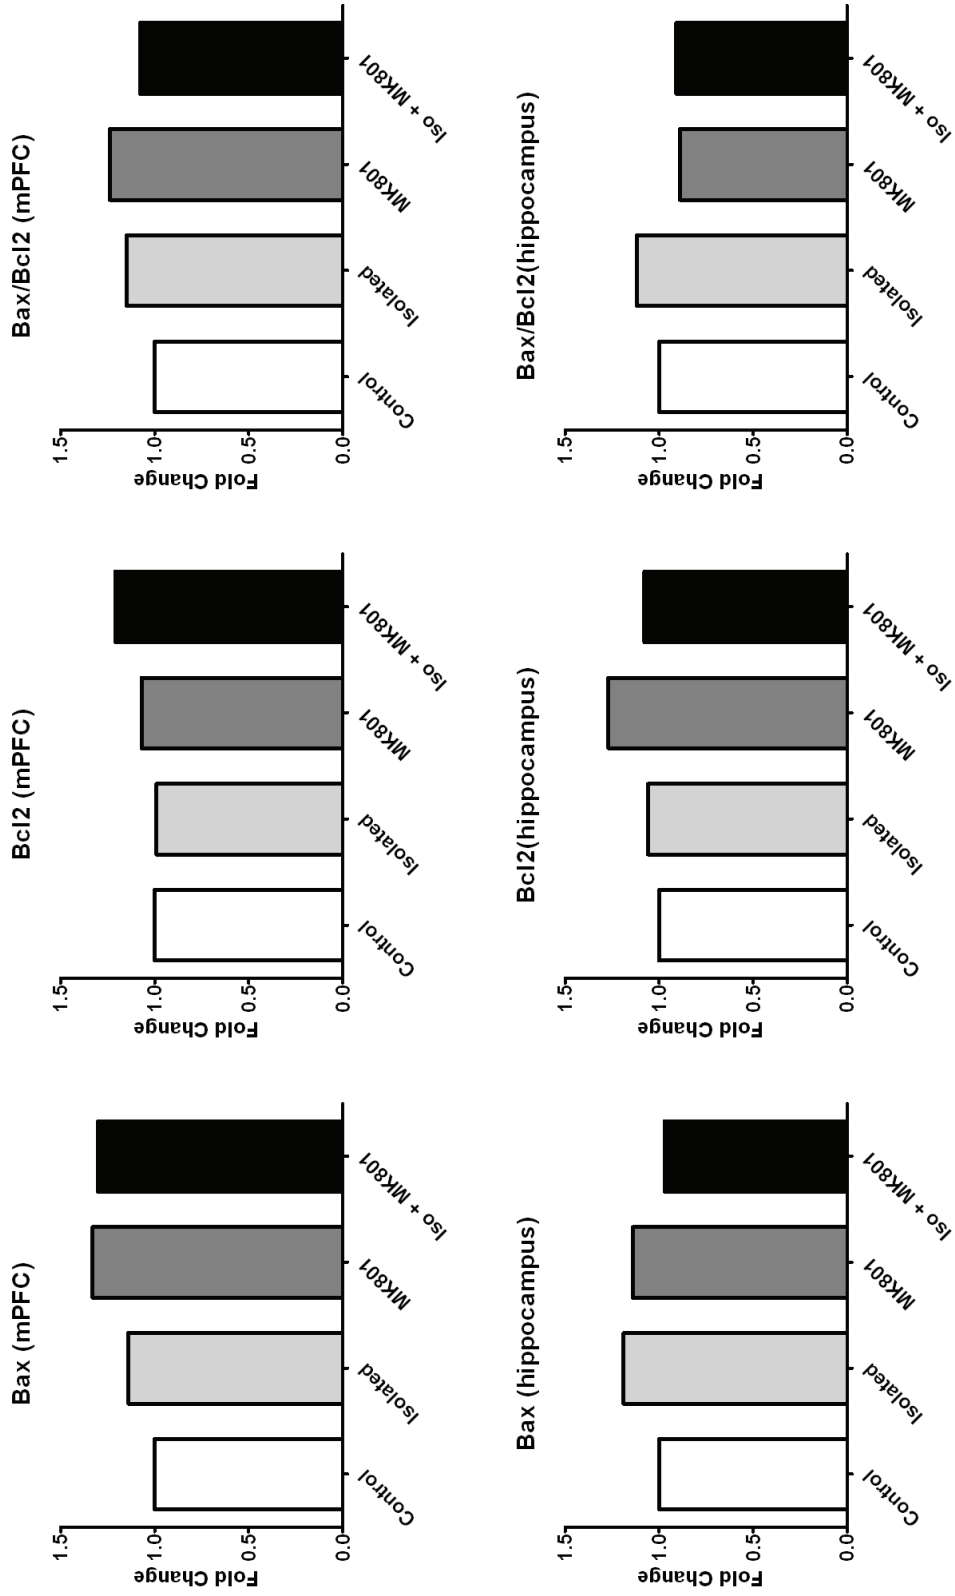 Bax (mPFC)
Fold Change
1.5
1.0
0.5
0.0
Control
Isolated
MK801
Iso + MK801
Bcl2 (mPFC)
Fold Change
1.5
1.0
0.5
0.0
Control
Isolated
MK801
Iso + MK801
Bax/Bcl2 (mPFC)
Fold Change
1.5
1.0
0.5
0.0
Control
Isolated
MK801
Iso + MK801
Bax (hippocampus)
Fold Change
1.5
1.0
0.5
0.0
Control
Isolated
MK801
Iso + MK801
Bcl2(hippocampus)
Fold Change
1.5
1.0
0.5
0.0
Control
Isolated
MK801
Iso + MK801
Bax/Bcl2(hippocampus)
Fold Change
1.5
1.0
0.5
0.0
Control
Isolated
MK801
Iso + MK801